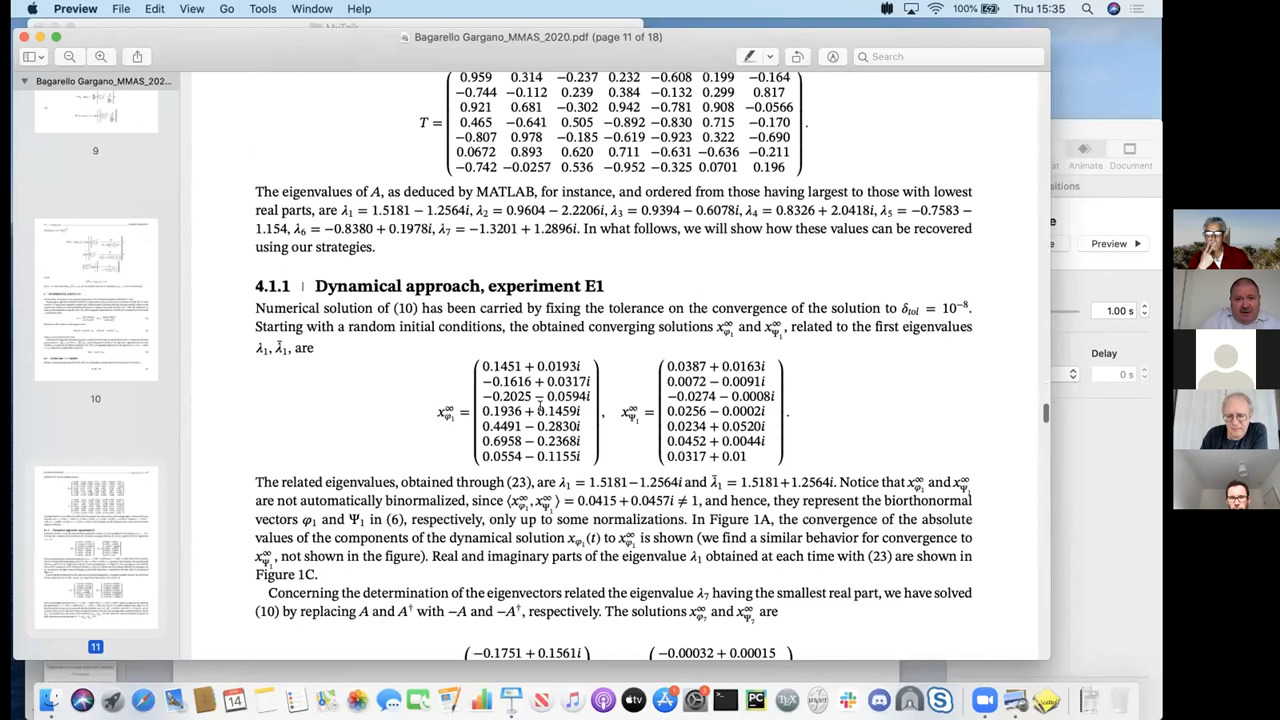 Preview File Edit View Go Tools Window Help 100% Thu 15:35
MyTalk
Bagarello Gargano_MMAS_2020.pdf (page 11 of 18)
Search
Bagarello Gargano_MMAS_202...
9
10
11
0.959 0.314 −0.237 0.232 −0.608 0.199 −0.164
−0.744 −0.112 0.239 0.384 −0.132 0.299 0.817
0.921 0.681 −0.302 0.942 −0.781 0.908 −0.0566
T = 0.465 −0.641 0.505 −0.892 −0.830 0.715 −0.170 .
−0.807 0.978 −0.185 −0.619 −0.923 0.322 −0.690
0.0672 0.893 0.620 0.711 −0.631 −0.636 −0.211
−0.742 −0.0257 0.536 −0.952 −0.325 0.0701 0.196
The eigenvalues of A, as deduced by MATLAB, for instance, and ordered from those having largest to those with lowest
real parts, are λ₁ = 1.5181 − 1.2564i, λ₂ = 0.9604 − 2.2206i, λ₃ = 0.9394 − 0.6078i, λ₄ = 0.8326 + 2.0418i, λ₅ = −0.7583 −
1.154, λ₆ = −0.8380 + 0.1978i, λ₇ = −1.3201 + 1.2896i. In what follows, we will show how these values can be recovered
using our strategies.
4.1.1 | Dynamical approach, experiment E1
Numerical solution of (10) has been carried by fixing the tolerance on the convergence of the solution to δtol = 10⁻⁸.
Starting with a random initial conditions, the obtained converging solutions x∞φ₁ and x∞Ψ₁, related to the first eigenvalues
λ₁, λ̄₁, are
0.1451 + 0.0193i 0.0387 + 0.0163i
−0.1616 + 0.0317i 0.0072 − 0.0091i
−0.2025 − 0.0594i −0.0274 − 0.0008i
x∞φ₁ = 0.1936 + 0.1459i , x∞Ψ₁ = 0.0256 − 0.0002i .
0.4491 − 0.2830i 0.0234 + 0.0520i
0.6958 − 0.2368i 0.0452 + 0.0044i
0.0554 − 0.1155i 0.0317 + 0.01
The related eigenvalues, obtained through (23), are λ₁ = 1.5181−1.2564i and λ̄₁ = 1.5181+1.2564i. Notice that x∞φ₁ and x∞Ψ₁
are not automatically binormalized, since ⟨x∞φ₁, x∞Ψ₁⟩ = 0.0415 + 0.0457i ≠ 1, and hence, they represent the biorthonormal
vectors φ₁ and Ψ₁ in (6), respectively only up to some normalizations. In Figure 1A, the convergence of the absolute
values of the components of the dynamical solution xφ₁(t) to x∞φ₁ is shown (we find a similar behavior for convergence to
x∞Ψ₁, not shown in the figure). Real and imaginary parts of the eigenvalue λ₁ obtained at each time with (23) are shown in
Figure 1C.
Concerning the determination of the eigenvectors related the eigenvalue λ₇ having the smallest real part, we have solved
(10) by replacing A and A† with −A and −A†, respectively. The solutions x∞φ₇ and x∞Ψ₇ are
−0.1751 + 0.1561i −0.00032 + 0.00015
Animate Document
Preview
1.00 s
Delay
0 s